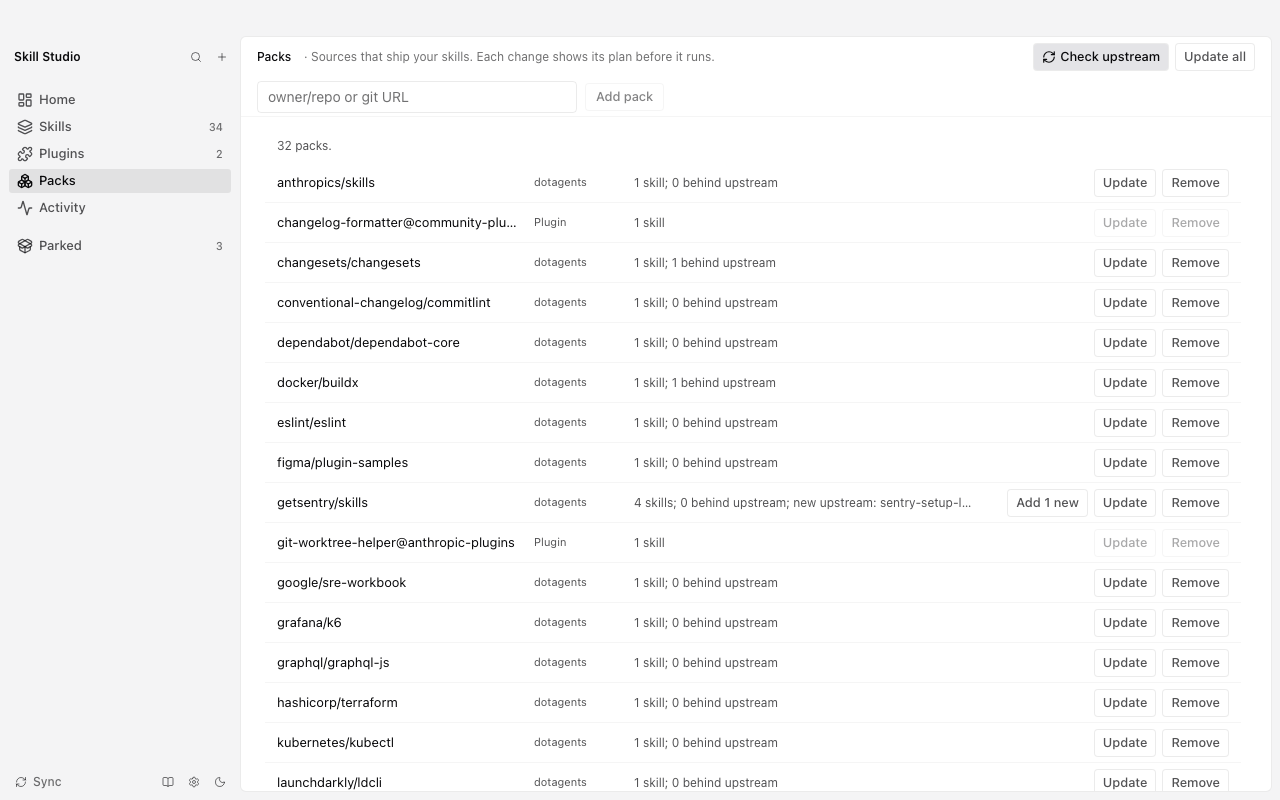 Skill Studio
Home
Skills 34
Plugins 2
Packs
Activity
Parked 3
Sync
Packs · Sources that ship your skills. Each change shows its plan before it runs. Check upstream Update all
owner/repo or git URL Add pack
32 packs.
anthropics/skills dotagents 1 skill; 0 behind upstream Update Remove
changelog-formatter@community-plu... Plugin 1 skill Update Remove
changesets/changesets dotagents 1 skill; 1 behind upstream Update Remove
conventional-changelog/commitlint dotagents 1 skill; 0 behind upstream Update Remove
dependabot/dependabot-core dotagents 1 skill; 0 behind upstream Update Remove
docker/buildx dotagents 1 skill; 1 behind upstream Update Remove
eslint/eslint dotagents 1 skill; 0 behind upstream Update Remove
figma/plugin-samples dotagents 1 skill; 0 behind upstream Update Remove
getsentry/skills dotagents 4 skills; 0 behind upstream; new upstream: sentry-setup-l... Add 1 new Update Remove
git-worktree-helper@anthropic-plugins Plugin 1 skill Update Remove
google/sre-workbook dotagents 1 skill; 0 behind upstream Update Remove
grafana/k6 dotagents 1 skill; 0 behind upstream Update Remove
graphql/graphql-js dotagents 1 skill; 0 behind upstream Update Remove
hashicorp/terraform dotagents 1 skill; 0 behind upstream Update Remove
kubernetes/kubectl dotagents 1 skill; 0 behind upstream Update Remove
launchdarkly/ldcli dotagents 1 skill; 0 behind upstream Update Remove